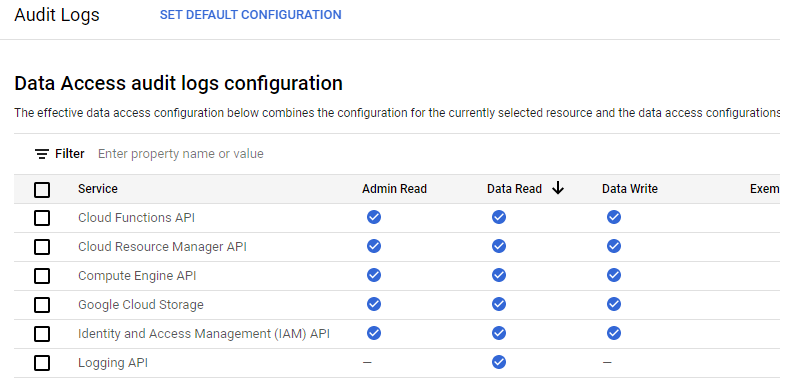 Audit Logs SET DEFAULT CONFIGURATION
Data Access audit logs configuration
The effective data access configuration below combines the configuration for the currently selected resource and the data access configurations
Filter Enter property name or value
Service Admin Read Data Read Data Write Exem
Cloud Functions API
Cloud Resource Manager API
Compute Engine API
Google Cloud Storage
Identity and Access Management (IAM) API
Logging API — —